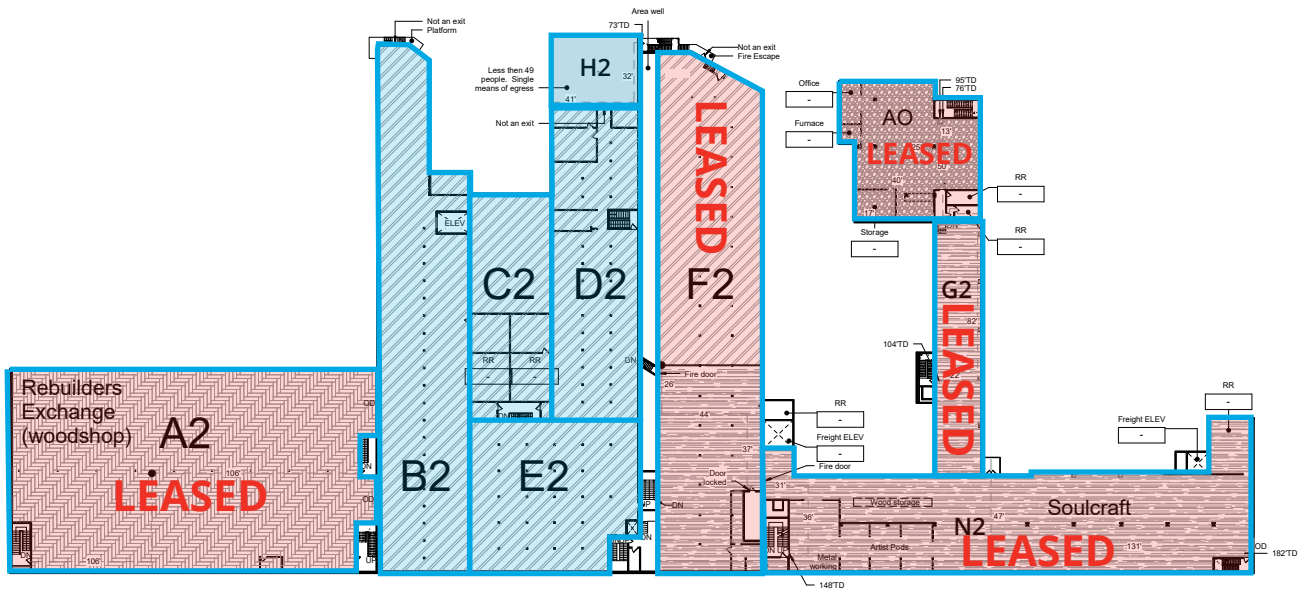 Not an exit
Platform
Area well
73'TD
Less then 49
people. Single
means of egress
H2
32'
41'
Not an exit
Not an exit
Fire Escape
LEASED
F2
Office
-
Furnace
-
95'TD
76'TD
AO
13'
LEASED
50'
40'
17'
RR
-
RR
-
Storage
-
ELEV
C2
D2
RR
RR
DN
B2
E2
Rebuilders
Exchange
(woodshop)
A2
106'
LEASED
106'
DN
OD
DN
OD
UP
Fire door
26'
44'
37'
RR
-
Freight ELEV
-
Fire door
Door
locked
31'
UP
DN
DN
G2
82'
LEASED
104'TD
22'
RR
-
Freight ELEV
-
36'
Wood storage
47'
Soulcraft
N2
Artist Pods
LEASED
131'
Metal
working
DN UP
148'TD
OD
182'TD